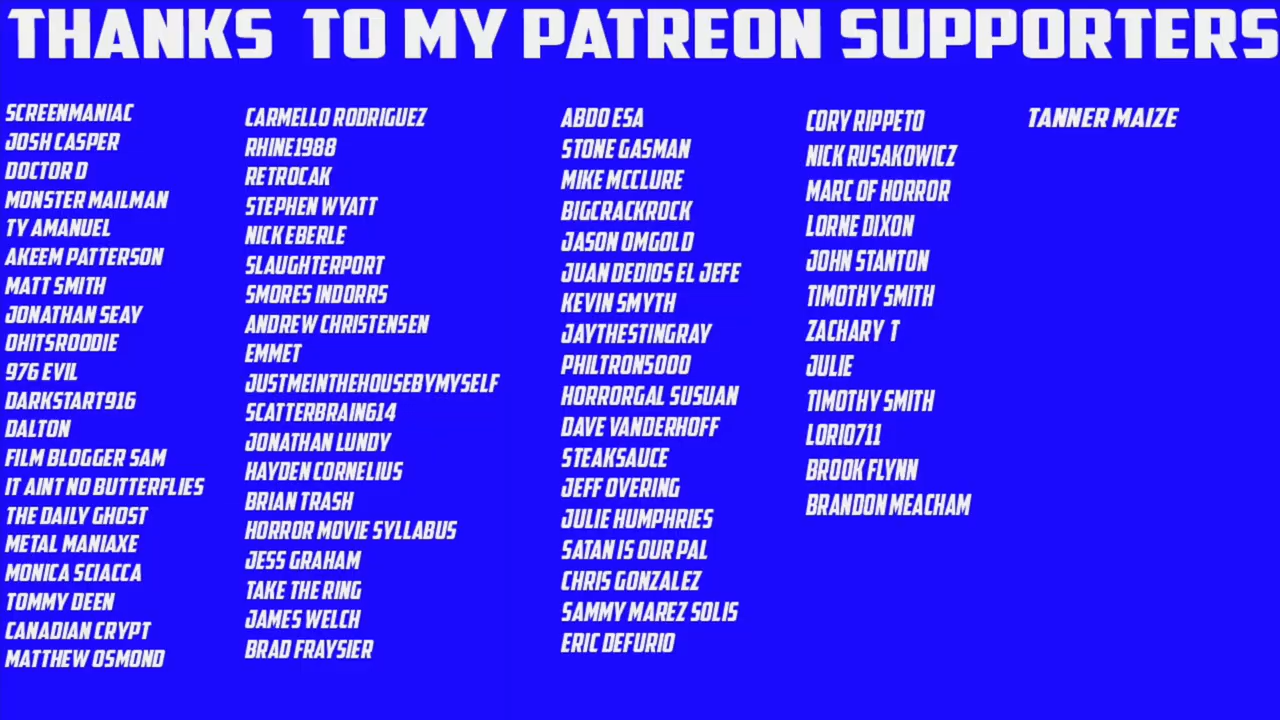 THANKS TO MY PATREON SUPPORTERS
SCREENMANIAC
JOSH CASPER
DOCTOR D
MONSTER MAILMAN
TY AMANUEL
AKEEM PATTERSON
MATT SMITH
JONATHAN SEAY
OHITSROODIE
976 EVIL
DARKSTART916
DALTON
FILM BLOGGER SAM
IT AINT NO BUTTERFLIES
THE DAILY GHOST
METAL MANIAXE
MONICA SCIACCA
TOMMY DEEN
CANADIAN CRYPT
MATTHEW OSMOND
CARMELLO RODRIGUEZ
RHINE1988
RETROCAK
STEPHEN WYATT
NICK EBERLE
SLAUGHTERPORT
SMORES INDORRS
ANDREW CHRISTENSEN
EMMET
JUSTMEINTHEHOUSEBYMYSELF
SCATTERBRAIN614
JONATHAN LUNDY
HAYDEN CORNELIUS
BRIAN TRASH
HORROR MOVIE SYLLABUS
JESS GRAHAM
TAKE THE RING
JAMES WELCH
BRAD FRAYSIER
ABDO ESA
STONE GASMAN
MIKE MCCLURE
BIGCRACKROCK
JASON OMGOLD
JUAN DEDIOS EL JEFE
KEVIN SMYTH
JAYTHESTINGRAY
PHILTRON5000
HORRORGAL SUSUAN
DAVE VANDERHOFF
STEAKSAUCE
JEFF OVERING
JULIE HUMPHRIES
SATAN IS OUR PAL
CHRIS GONZALEZ
SAMMY MAREZ SOLIS
ERIC DEFURIO
CORY RIPPETO
NICK RUSAKOWICZ
MARC OF HORROR
LORNE DIXON
JOHN STANTON
TIMOTHY SMITH
ZACHARY T
JULIE
TIMOTHY SMITH
LORI0711
BROOK FLYNN
BRANDON MEACHAM
TANNER MAIZE